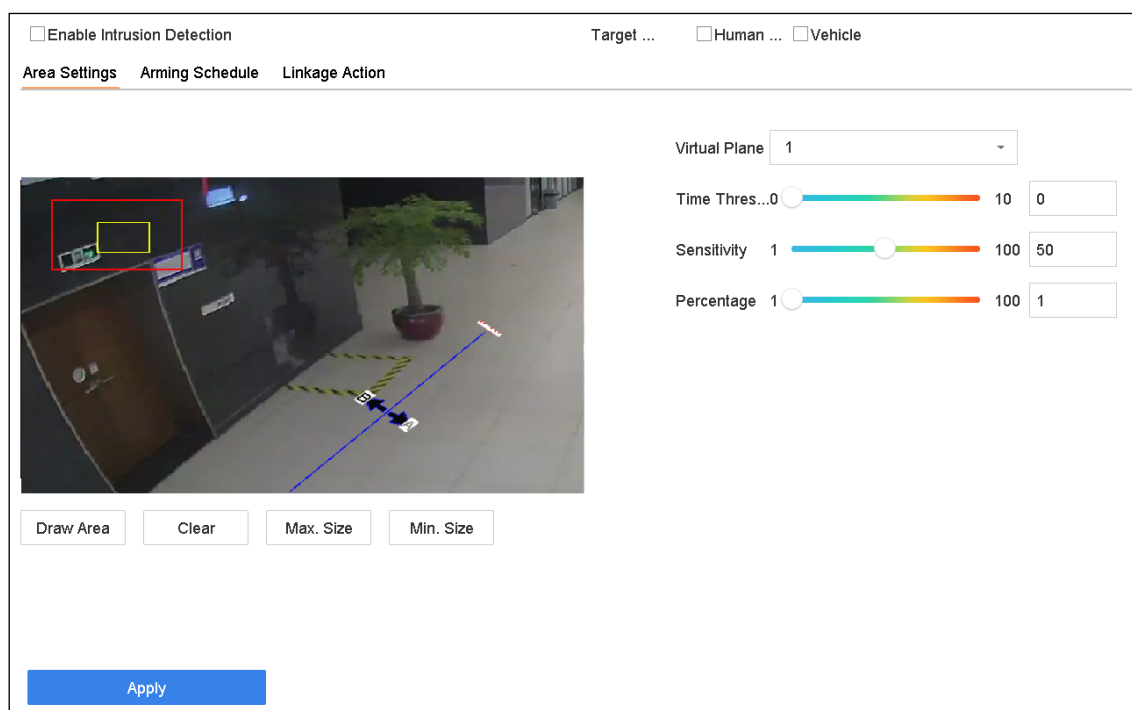 Enable Intrusion Detection Target ... Human ... Vehicle
Area Settings Arming Schedule Linkage Action
Virtual Plane 1
Time Thres...0 10 0
Sensitivity 1 100 50
Percentage 1 100 1
B
A
Draw Area Clear Max. Size Min. Size
Apply